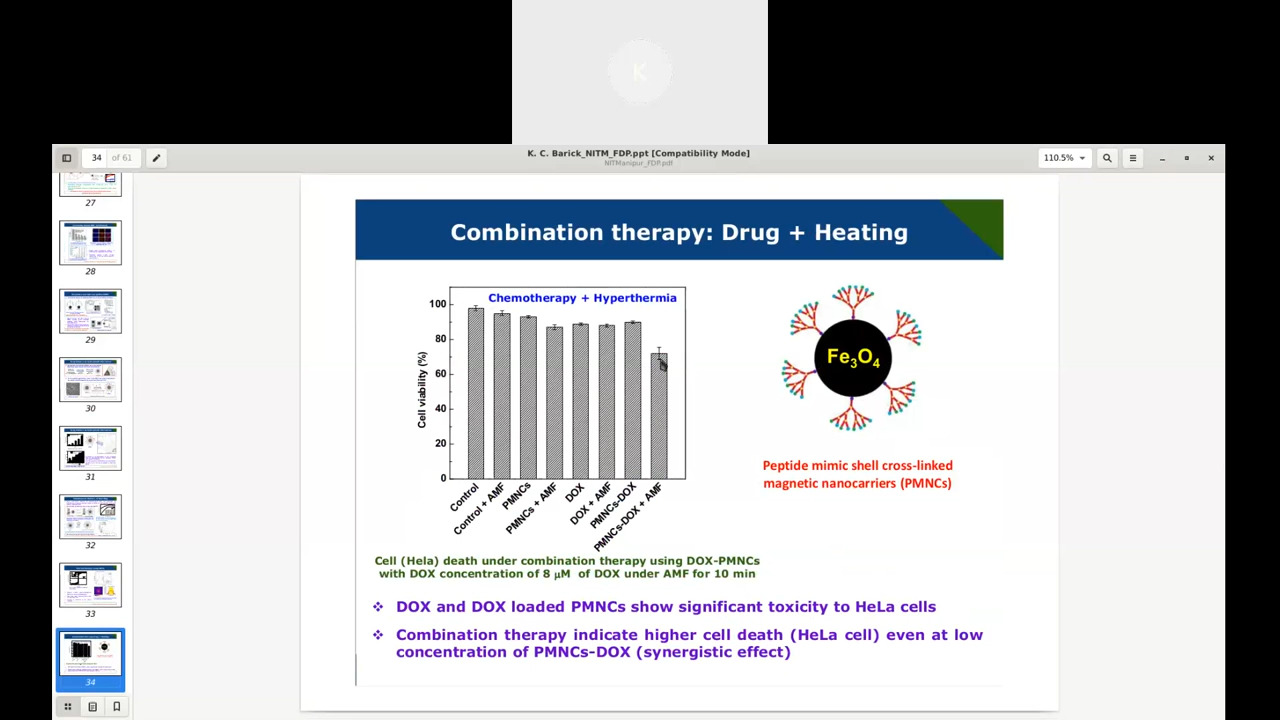 K
34 of 61
K. C. Barick_NITM_FDP.ppt [Compatibility Mode]
NITManipur_FDP.pdf
110.5%
27
28
29
30
31
32
33
34
Combination therapy: Drug + Heating
Chemotherapy + Hyperthermia
Cell viability (%)
100
80
60
40
20
0
Control
Control + AMF
PMNCs
PMNCs + AMF
DOX
DOX + AMF
PMNCs-DOX
PMNCs-DOX + AMF
Fe3O4
Peptide mimic shell cross-linked
magnetic nanocarriers (PMNCs)
Cell (Hela) death under combination therapy using DOX-PMNCs
with DOX concentration of 8 µM of DOX under AMF for 10 min
❖ DOX and DOX loaded PMNCs show significant toxicity to HeLa cells
❖ Combination therapy indicate higher cell death (HeLa cell) even at low
concentration of PMNCs-DOX (synergistic effect)